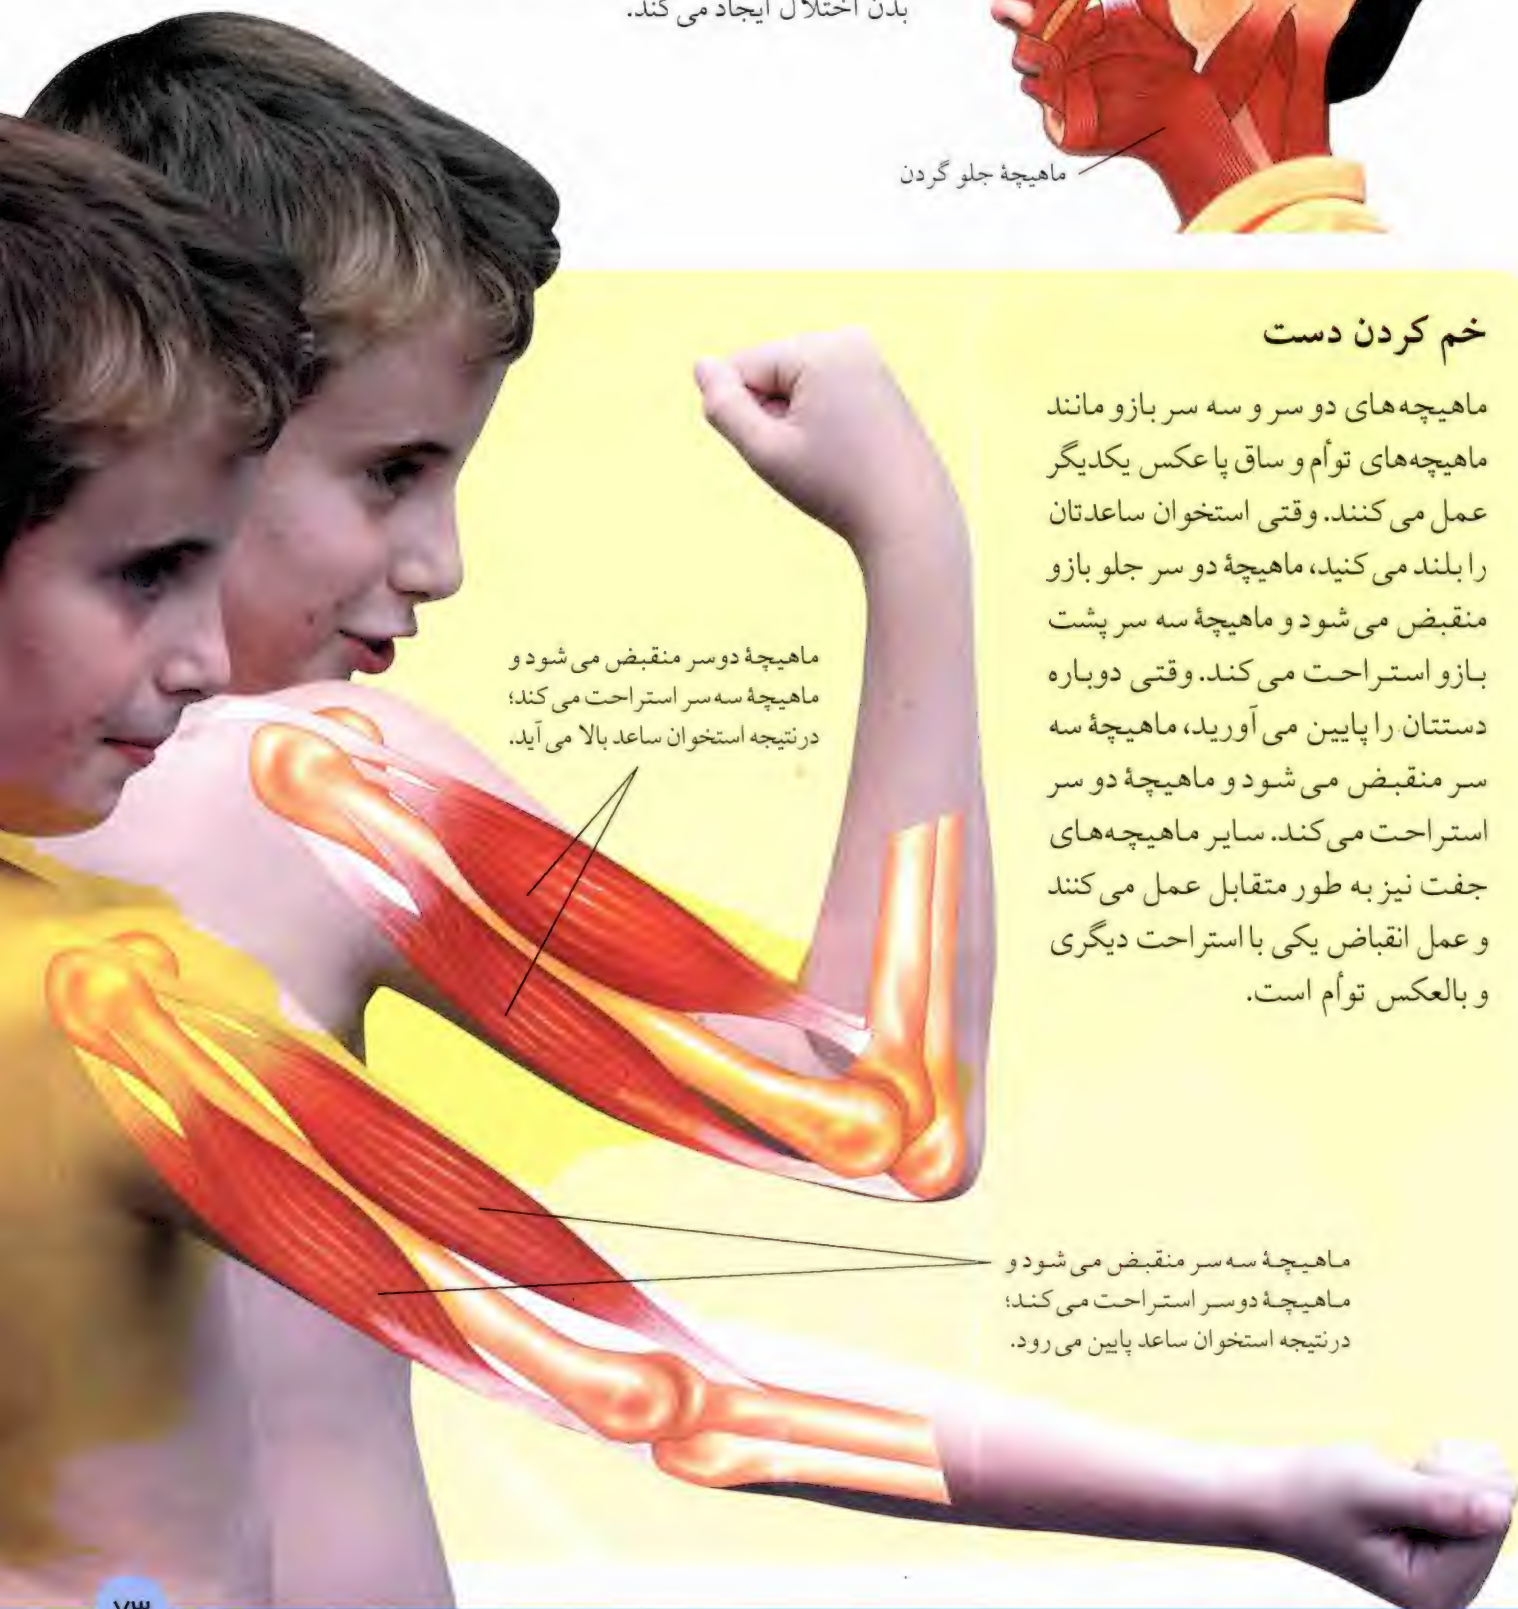 بدن اختلال ایجاد می‌کند.
ماهیچهٔ جلو گردن
خم کردن دست
ماهیچه‌های دو سر و سه سر بازو مانند
ماهیچه‌های توأم و ساق پا عکس یکدیگر
عمل می‌کنند. وقتی استخوان ساعدتان
را بلند می‌کنید، ماهیچهٔ دو سر جلو بازو
منقبض می‌شود و ماهیچهٔ سه سر پشت
بازو استراحت می‌کند. وقتی دوباره
دستتان را پایین می‌آورید، ماهیچهٔ سه
سر منقبض می‌شود و ماهیچهٔ دو سر
استراحت می‌کند. سایر ماهیچه‌های
جفت نیز به طور متقابل عمل می‌کنند
و عمل انقباض یکی با استراحت دیگری
و بالعکس توأم است.
ماهیچهٔ دوسر منقبض می‌شود و
ماهیچهٔ سه‌سر استراحت می‌کند؛
درنتیجه استخوان ساعد بالا می‌آید.
ماهیچهٔ سه‌سر منقبض می‌شود و
ماهیچهٔ دوسر استراحت می‌کند؛
درنتیجه استخوان ساعد پایین می‌رود.
۷۳